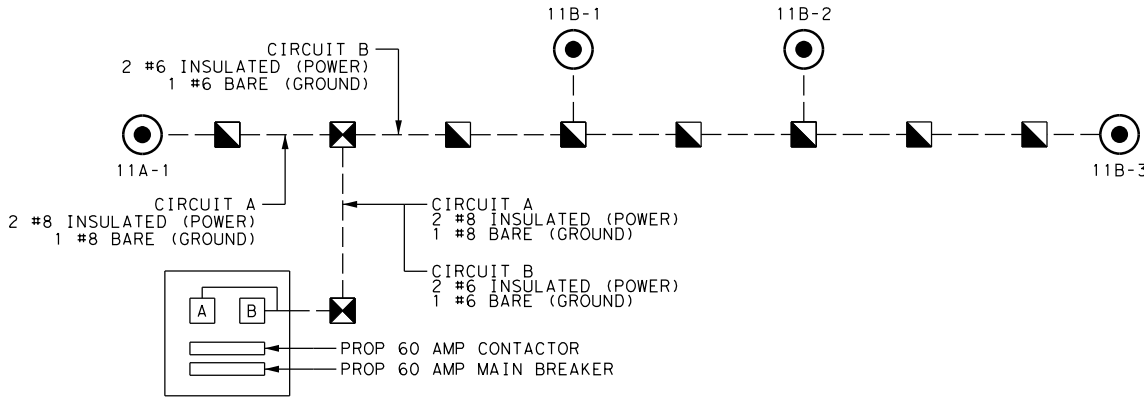 11B-1
11B-2
CIRCUIT B
2 #6 INSULATED (POWER)
1 #6 BARE (GROUND)
11A-1
11B-3
CIRCUIT A
2 #8 INSULATED (POWER)
1 #8 BARE (GROUND)
CIRCUIT A
2 #8 INSULATED (POWER)
1 #8 BARE (GROUND)
CIRCUIT B
2 #6 INSULATED (POWER)
1 #6 BARE (GROUND)
A B
PROP 60 AMP CONTACTOR
PROP 60 AMP MAIN BREAKER